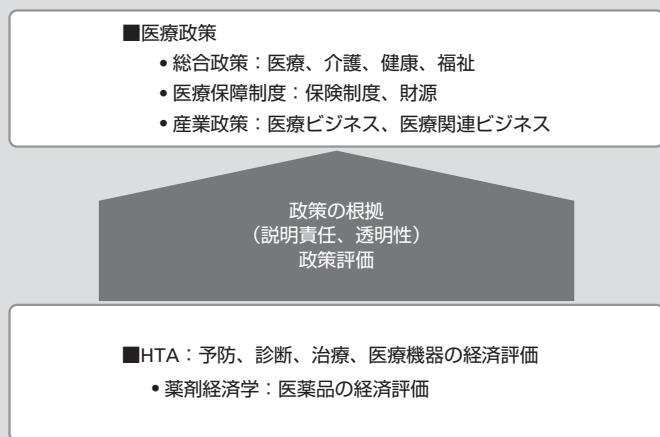 ■医療政策
•総合政策：医療、介護、健康、福祉
•医療保障制度：保険制度、財源
•産業政策：医療ビジネス、医療関連ビジネス
政策の根拠
（説明責任、透明性）
政策評価
■HTA：予防、診断、治療、医療機器の経済評価
•薬剤経済学：医薬品の経済評価